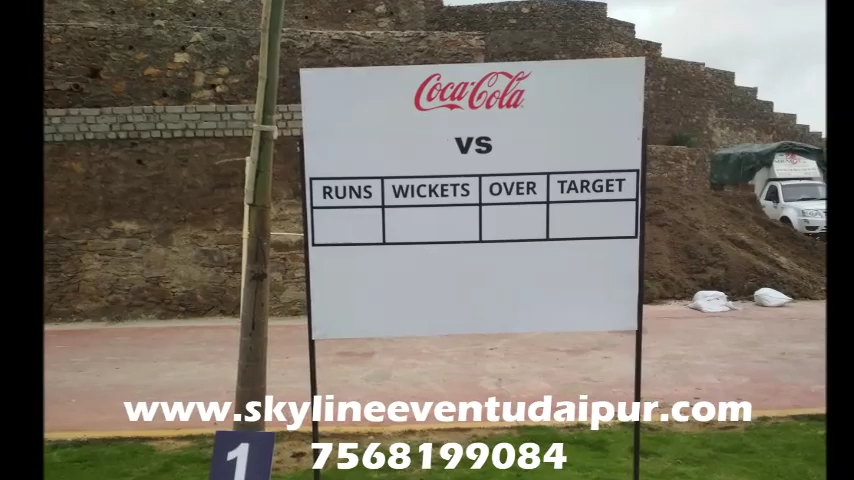 Coca-Cola
VS
RUNS WICKETS OVER TARGET
www.skylineeventudaipur.com
7568199084
1